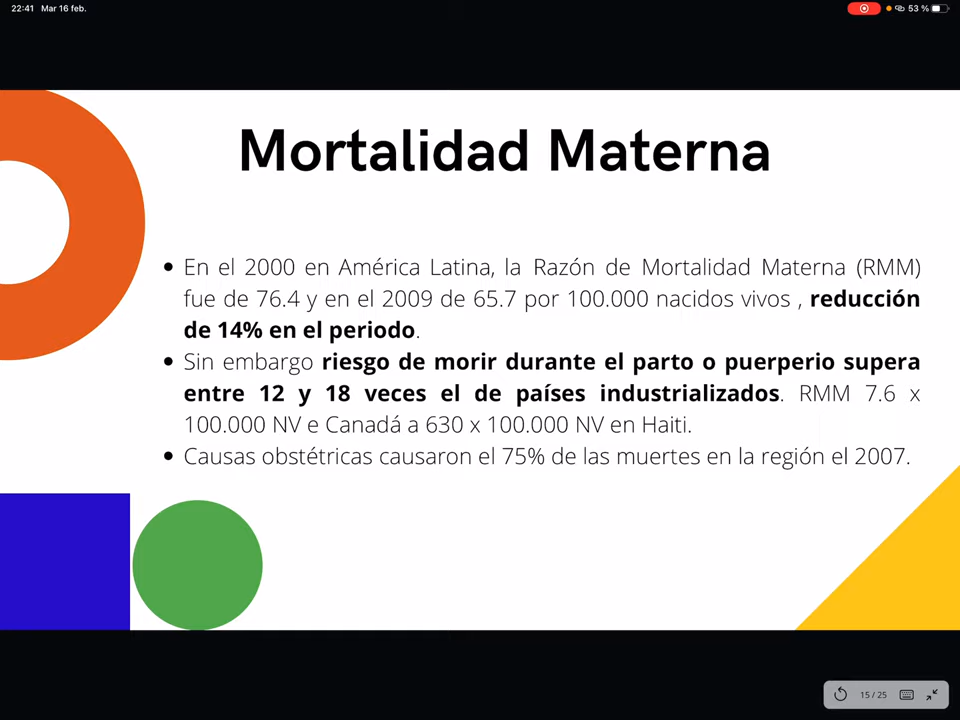 22:41 Mar 16 feb.
53 %
Mortalidad Materna
• En el 2000 en América Latina, la Razón de Mortalidad Materna (RMM)
fue de 76.4 y en el 2009 de 65.7 por 100.000 nacidos vivos , reducción
de 14% en el periodo.
• Sin embargo riesgo de morir durante el parto o puerperio supera
entre 12 y 18 veces el de países industrializados. RMM 7.6 x
100.000 NV e Canadá a 630 x 100.000 NV en Haiti.
• Causas obstétricas causaron el 75% de las muertes en la región el 2007.
15 / 25